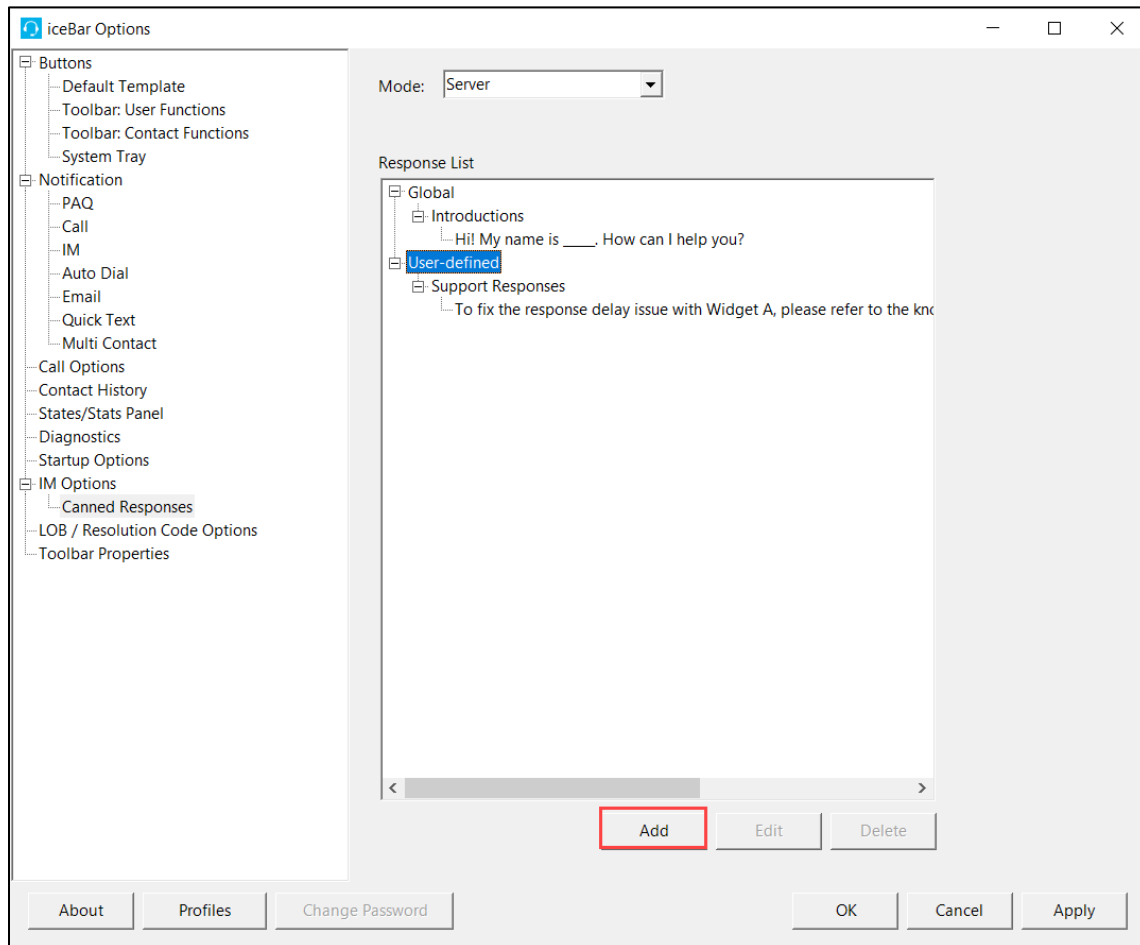 iceBar Options
Buttons
Default Template
Toolbar: User Functions
Toolbar: Contact Functions
System Tray
Notification
PAQ
Call
IM
Auto Dial
Email
Quick Text
Multi Contact
Call Options
Contact History
States/Stats Panel
Diagnostics
Startup Options
IM Options
Canned Responses
LOB / Resolution Code Options
Toolbar Properties
Mode: Server
Response List
Global
Introductions
Hi! My name is ____. How can I help you?
User-defined
Support Responses
To fix the response delay issue with Widget A, please refer to the kno
Add Edit Delete
About Profiles Change Password OK Cancel Apply